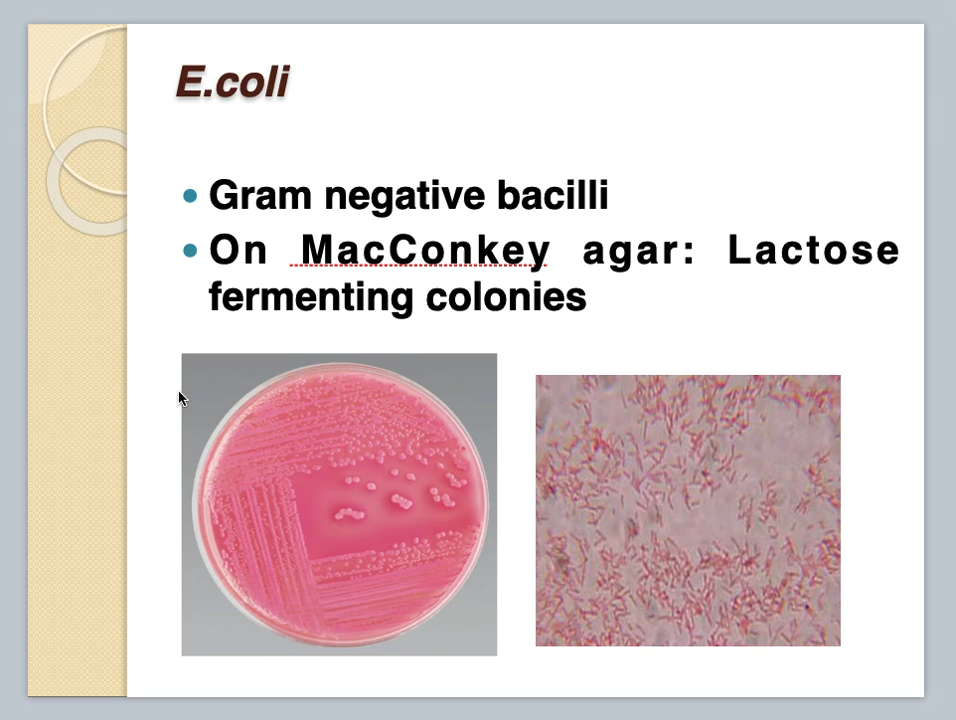 E.coli
• Gram negative bacilli
• On MacConkey agar: Lactose
fermenting colonies